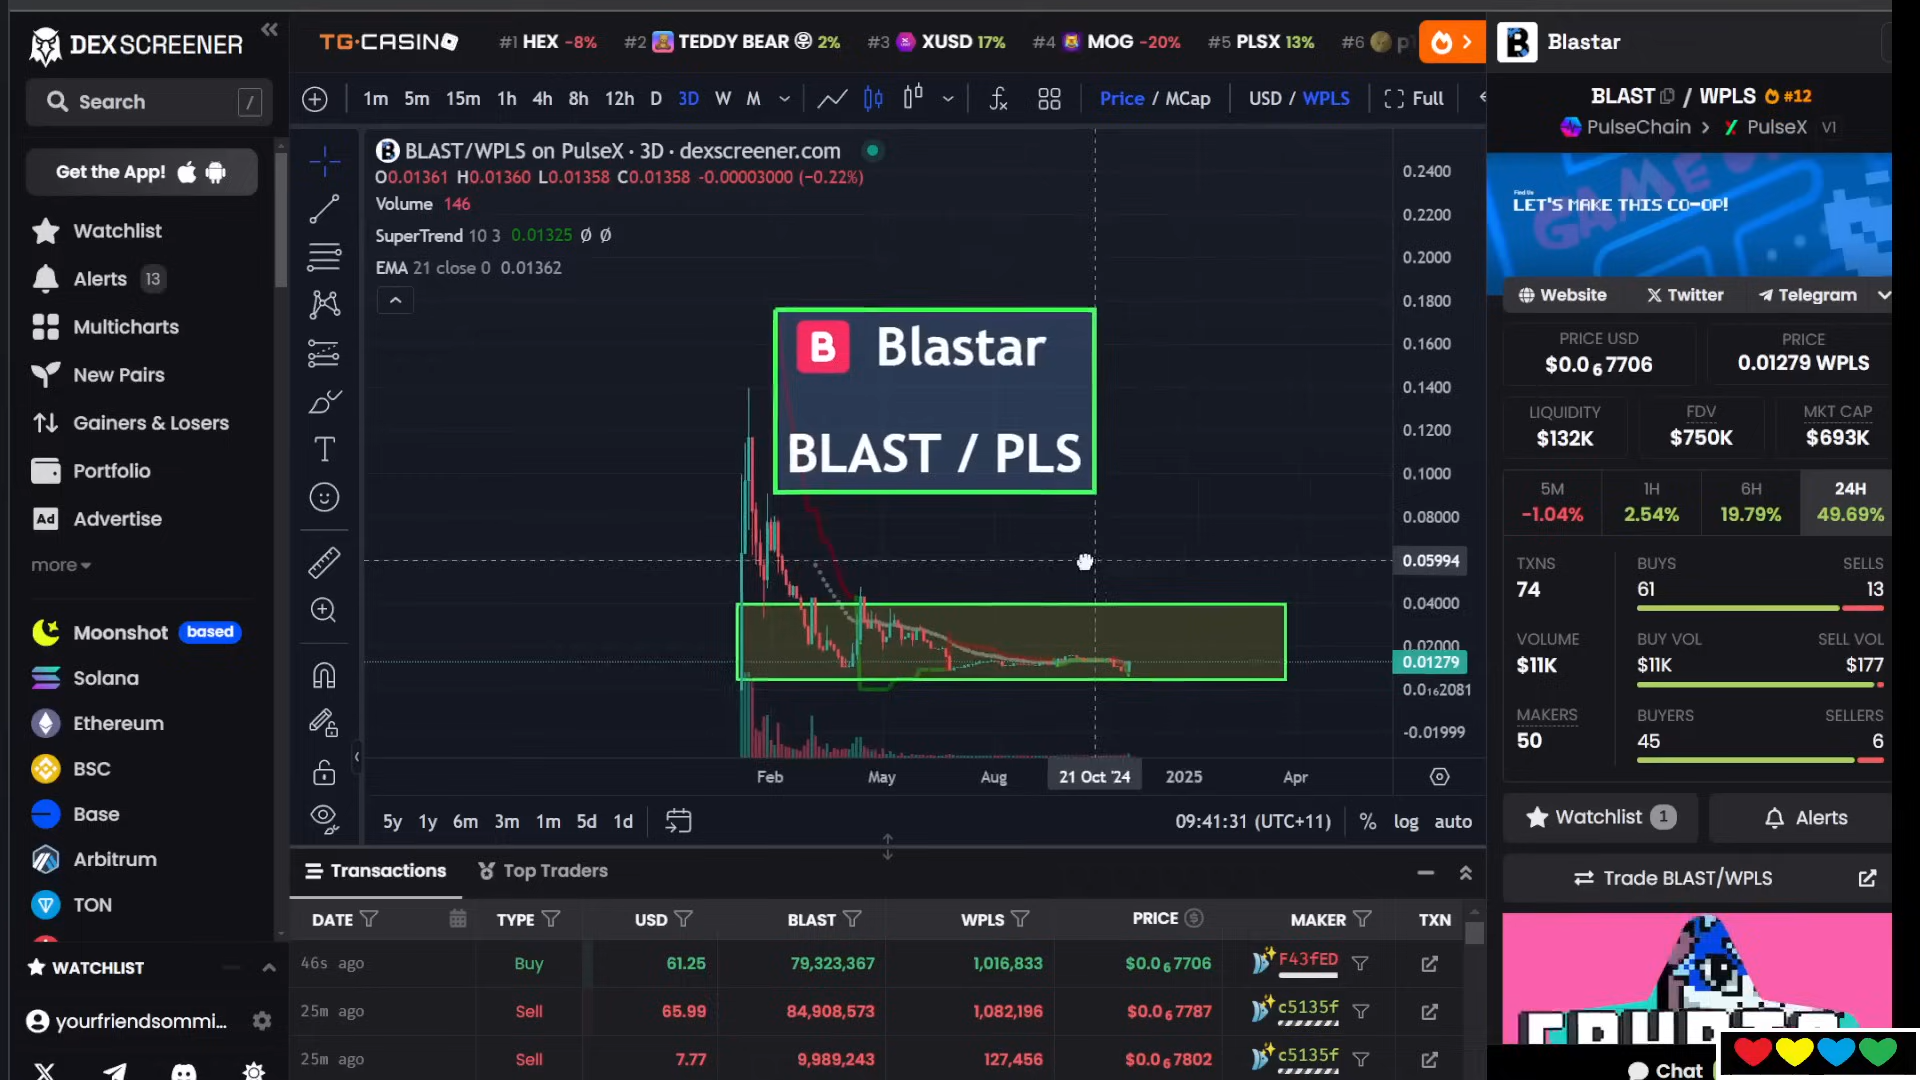 DEX SCREENER
Search /
Get the App!
Watchlist
Alerts 13
Multicharts
New Pairs
Gainers & Losers
Portfolio
Ad Advertise
more
Moonshot based
Solana
Ethereum
BSC
Base
Arbitrum
TON
WATCHLIST
yourfriendsommi...
TG.CASINO #1 HEX -8% #2 TEDDY BEAR 2% #3 XUSD 17% #4 MOG -20% #5 PLSX 13% #6
1m 5m 15m 1h 4h 8h 12h D 3D W M Price / MCap USD / WPLS Full
BLAST/WPLS on PulseX · 3D · dexscreener.com
O0.01361 H0.01360 L0.01358 C0.01358 -0.00003000 (-0.22%)
Volume 146
SuperTrend 10 3 0.01325 Ø Ø
EMA 21 close 0 0.01362
B Blastar
BLAST / PLS
0.2400
0.2200
0.2000
0.1800
0.1600
0.1400
0.1200
0.1000
0.08000
0.05994
0.04000
0.02000
0.01279
0.0₁₆2081
-0.01999
Feb May Aug 21 Oct '24 2025 Apr
5y 1y 6m 3m 1m 5d 1d 09:41:31 (UTC+11) % log auto
Transactions Top Traders
DATE TYPE USD BLAST WPLS PRICE MAKER TXN
46s ago Buy 61.25 79,323,367 1,016,833 $0.0₆7706 F43fED
25m ago Sell 65.99 84,908,573 1,082,196 $0.0₆7787 c5135f
25m ago Sell 7.77 9,989,243 127,456 $0.0₆7802 c5135f
B Blastar
BLAST / WPLS #12
PulseChain > PulseX V1
GAME
Find Us
LET'S MAKE THIS CO-OP!
Website Twitter Telegram
PRICE USD PRICE
$0.0₆7706 0.01279 WPLS
LIQUIDITY FDV MKT CAP
$132K $750K $693K
5M 1H 6H 24H
-1.04% 2.54% 19.79% 49.69%
TXNS BUYS SELLS
74 61 13
VOLUME BUY VOL SELL VOL
$11K $11K $177
MAKERS BUYERS SELLERS
50 45 6
Watchlist 1 Alerts
Trade BLAST/WPLS
Chat